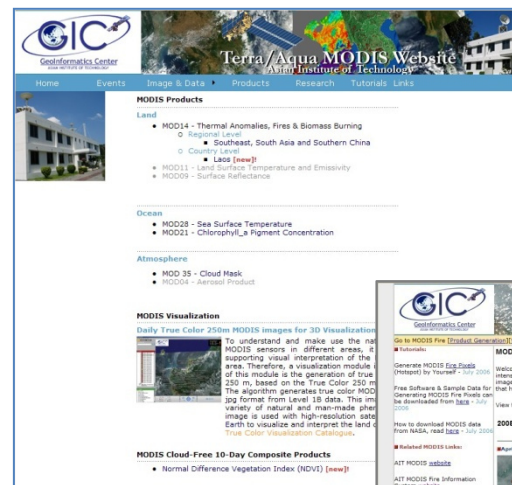 GIC
GeoInformatics Center
ASIAN INSTITUTE OF TECHNOLOGY
Terra/Aqua MODIS Website
Asian Institute of Technology
Home Events Image & Data Products Research Tutorials Links
MODIS Products
Land
MOD14 - Thermal Anomalies, Fires & Biomass Burning
Regional Level
Southeast, South Asia and Southern China
Country Level
Laos [new]!
MOD11 - Land Surface Temperature and Emissivity
MOD09 - Surface Reflectance
Ocean
MOD28 - Sea Surface Temperature
MOD21 - Chlorophyll_a Pigment Concentration
Atmosphere
MOD 35 - Cloud Mask
MOD04 - Aerosol Product
MODIS Visualization
Daily True Color 250m MODIS images for 3D Visualization
To understand and make use the nat
MODIS sensors in different areas, it
supporting visual interpretation of the
area. Therefore, a visualization module i
of this module is the generation of true
250 m, based on the True Color 250 m
The algorithm generates true color MOD
jpg format from Level 1B data. This ima
variety of natural and man-made phen
image is used with high-resolution sate
Earth to visualize and interpret the land c
True Color Visualization Catalogue.
MODIS Cloud-Free 10-Day Composite Products
Normal Difference Vegetation Index (NDVI) [new]!
GIC
GeoInformatics Center
Go to MODIS Fire [Product Generation]
Tutorials:
Generate MODIS Fire Pixels
(Hotspot) by Yourself - July 2006
Free Software & Sample Data for
Generating MODIS Fire Pixels can
be downloaded from here - July
2006
How to download MODIS data
from NASA, read here - July 2006
Related MODIS Links:
AIT MODIS website
AIT MODIS Fire Information
MOD
Welco
intens
image
that h
View
2008